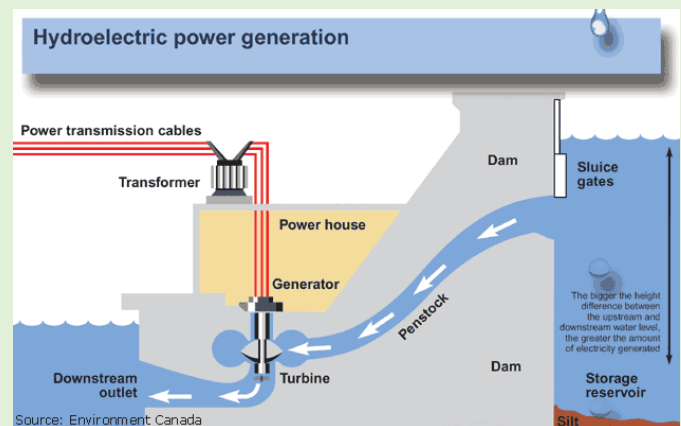 Hydroelectric power generation
Power transmission cables
Transformer
Dam
Sluice
gates
Power house
Generator
Penstock
The bigger the height
difference between
the upstream and
downstream water level,
the greater the amount
of electricity generated
Dam
Turbine
Downstream
outlet
Storage
reservoir
Silt
Source: Environment Canada